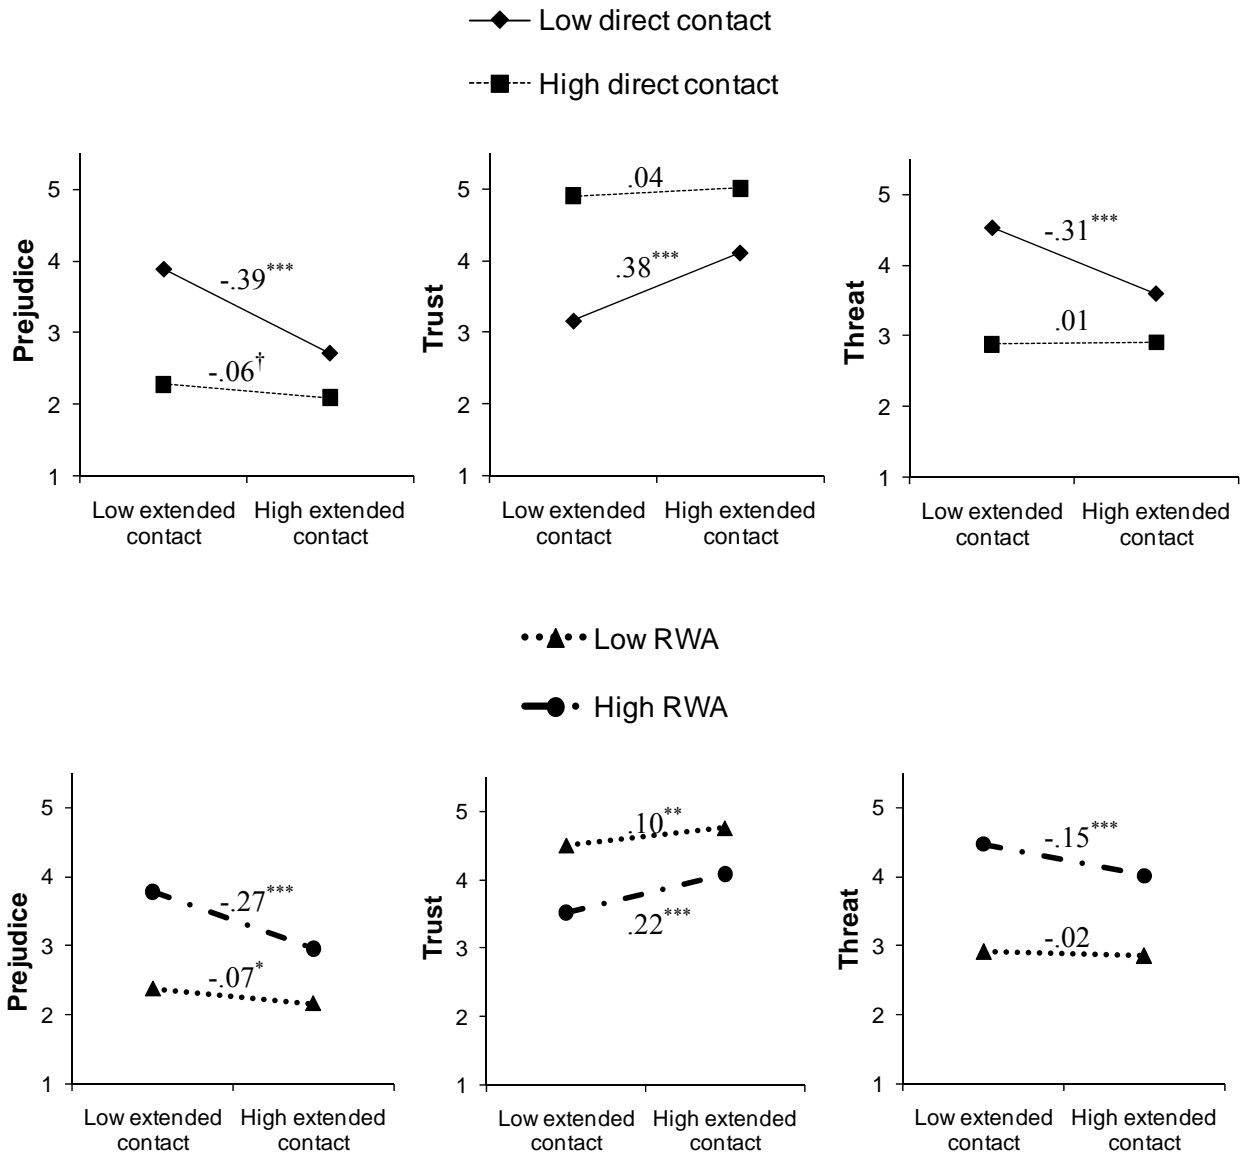 Low direct contact
High direct contact
Prejudice
5
4
3
2
1
-.39***
-.06†
Low extended
contact
High extended
contact
Trust
5
4
3
2
1
.04
.38***
Low extended
contact
High extended
contact
Threat
5
4
3
2
1
-.31***
.01
Low extended
contact
High extended
contact
Low RWA
High RWA
Prejudice
5
4
3
2
1
-.27***
-.07*
Low extended
contact
High extended
contact
Trust
5
4
3
2
1
.10**
.22***
Low extended
contact
High extended
contact
Threat
5
4
3
2
1
-.15***
-.02
Low extended
contact
High extended
contact